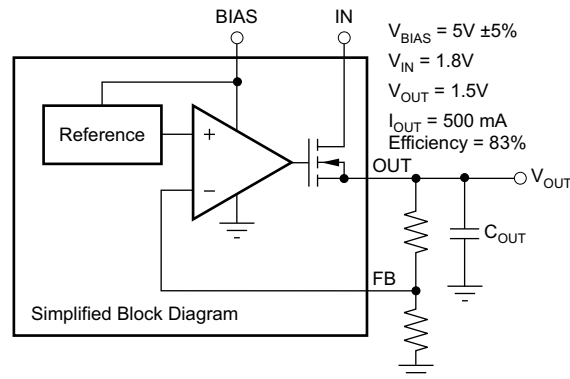 BIAS
IN
V_BIAS = 5V ±5%
V_IN = 1.8V
V_OUT = 1.5V
I_OUT = 500 mA
Efficiency = 83%
Reference
+
−
OUT
V_OUT
C_OUT
FB
Simplified Block Diagram